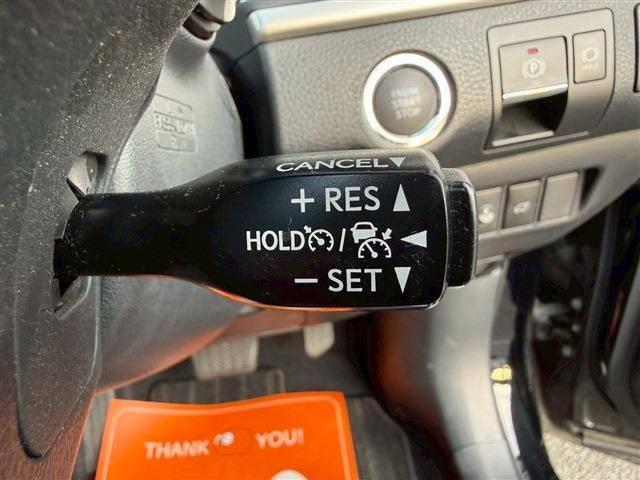 ENGINE
START
STOP
CANCEL▼
+ RES ▲
HOLD / ◄
− SET ▼
THANK YOU!